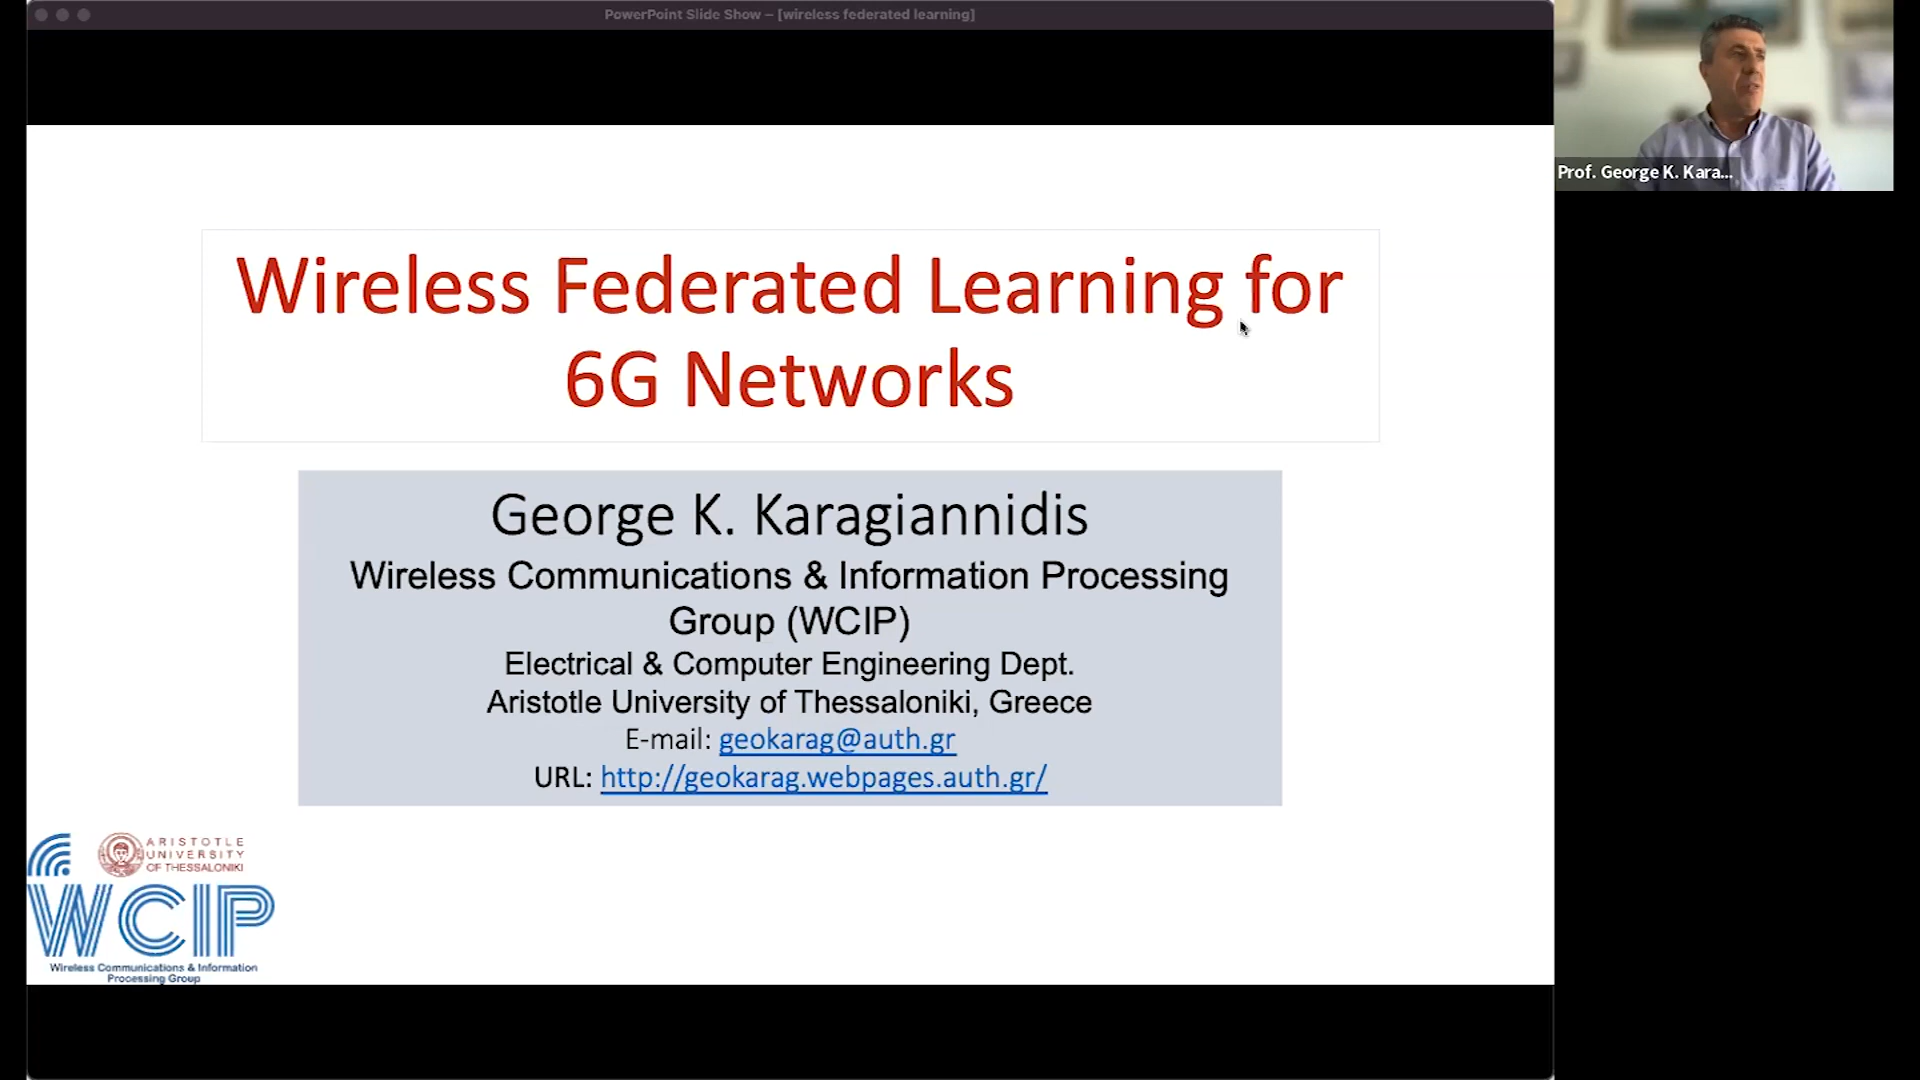 PowerPoint Slide Show – [wireless federated learning]
Prof. George K. Kara...
Wireless Federated Learning for
6G Networks
George K. Karagiannidis
Wireless Communications & Information Processing
Group (WCIP)
Electrical & Computer Engineering Dept.
Aristotle University of Thessaloniki, Greece
E-mail: geokarag@auth.gr
URL: http://geokarag.webpages.auth.gr/
ARISTOTLE
UNIVERSITY
OF THESSALONIKI
WCIP
Wireless Communications & Information
Processing Group